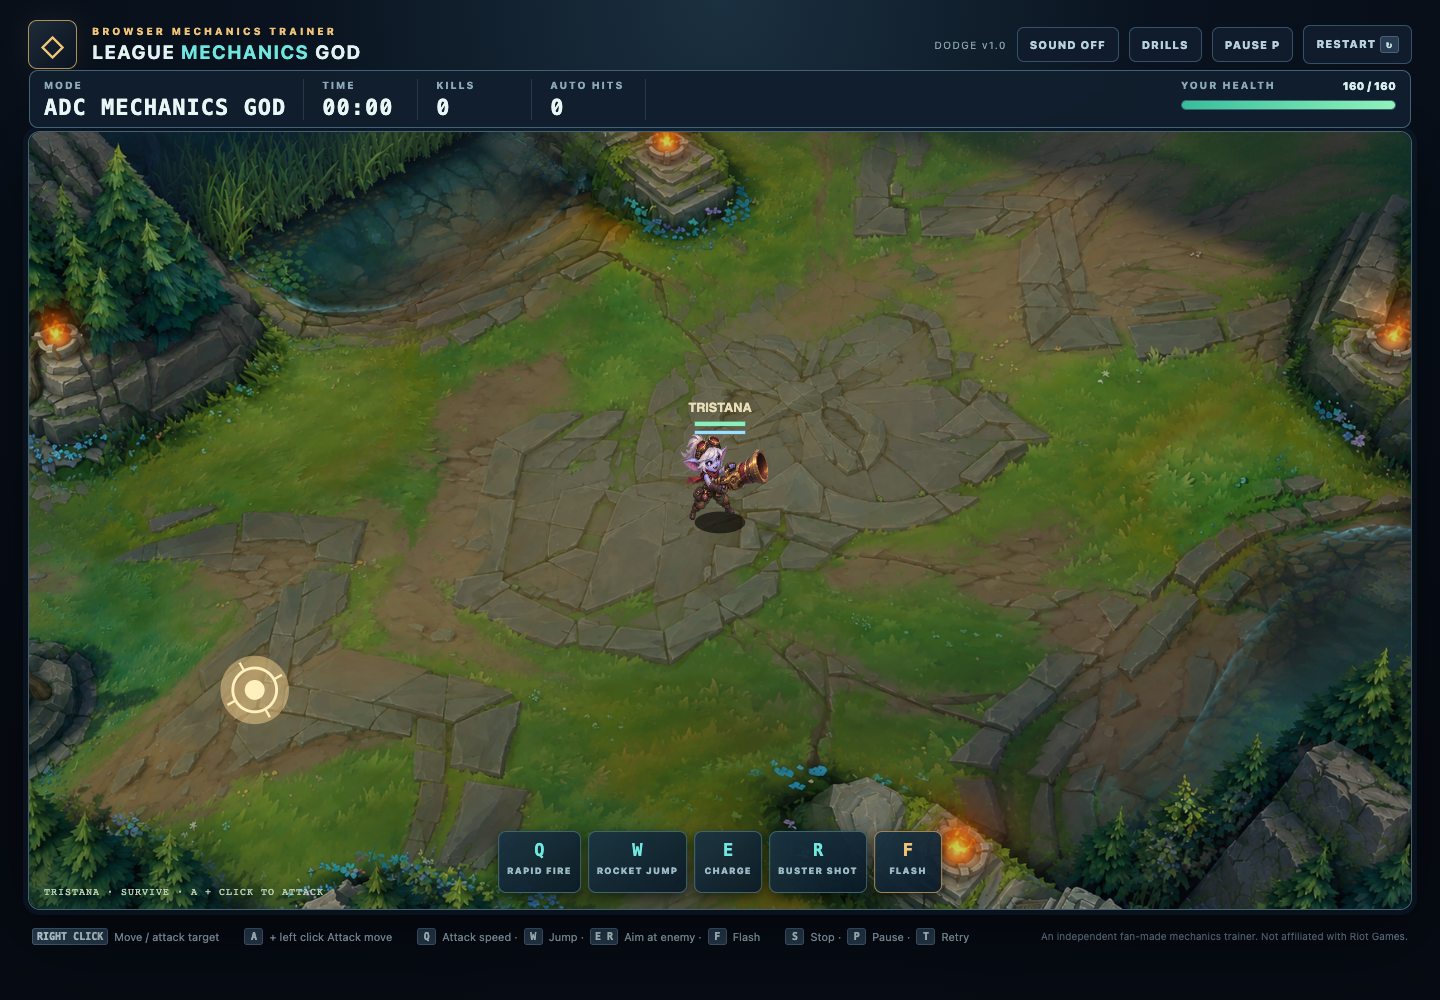 BROWSER MECHANICS TRAINER
LEAGUE MECHANICS GOD
DODGE v1.0
SOUND OFF
DRILLS
PAUSE P
RESTART ↻
MODE
ADC MECHANICS GOD
TIME
00:00
KILLS
0
AUTO HITS
0
YOUR HEALTH
160 / 160
TRISTANA
Q
RAPID FIRE
W
ROCKET JUMP
E
CHARGE
R
BUSTER SHOT
F
FLASH
TRISTANA · SURVIVE · A + CLICK TO ATTACK
RIGHT CLICK Move / attack target A + left click Attack move Q Attack speed · W Jump · E R Aim at enemy · F Flash S Stop · P Pause · T Retry
An independent fan-made mechanics trainer. Not affiliated with Riot Games.